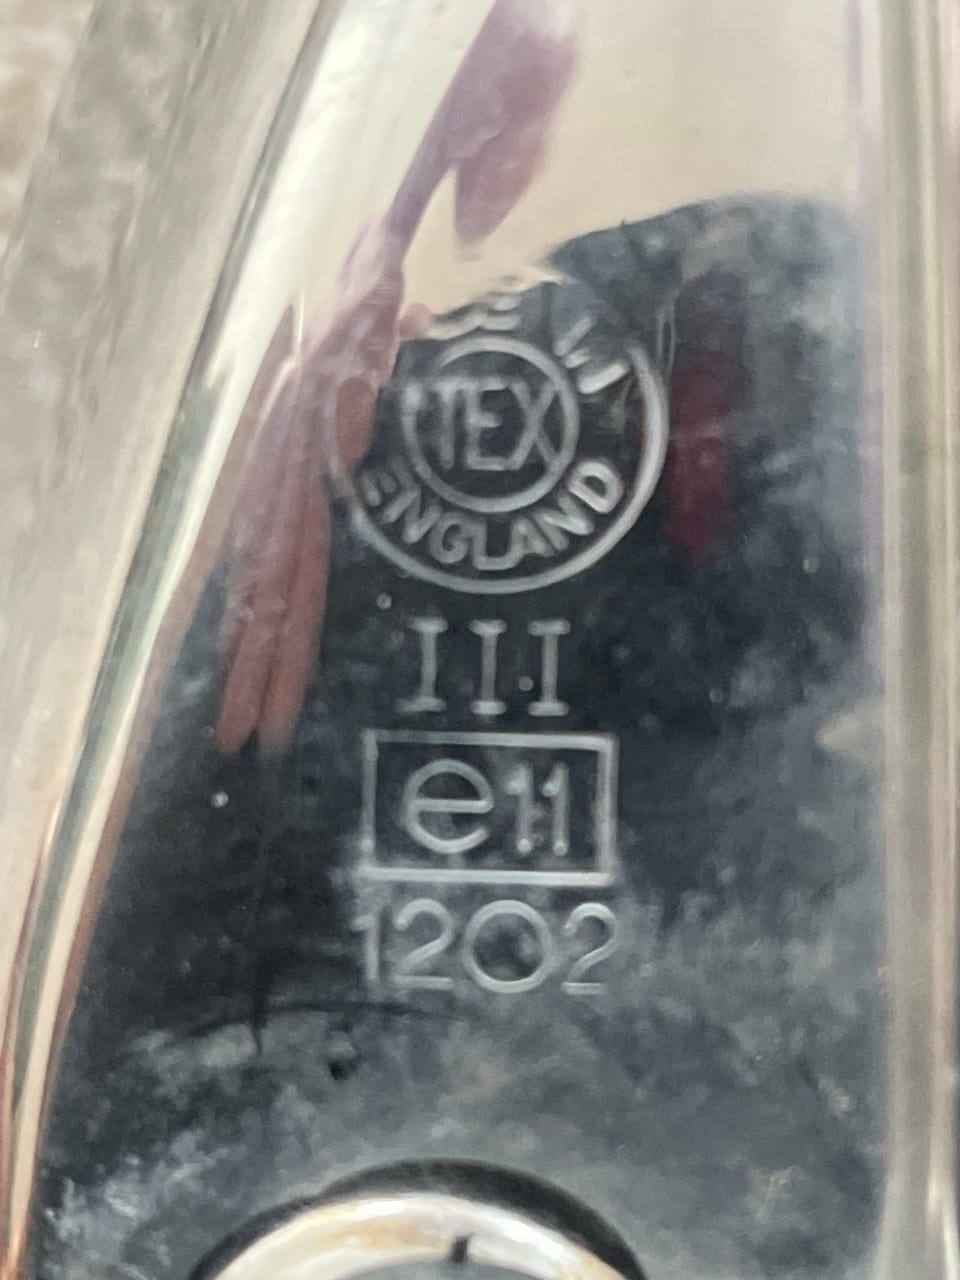 TEX
ENGLAND
III
e11
1202